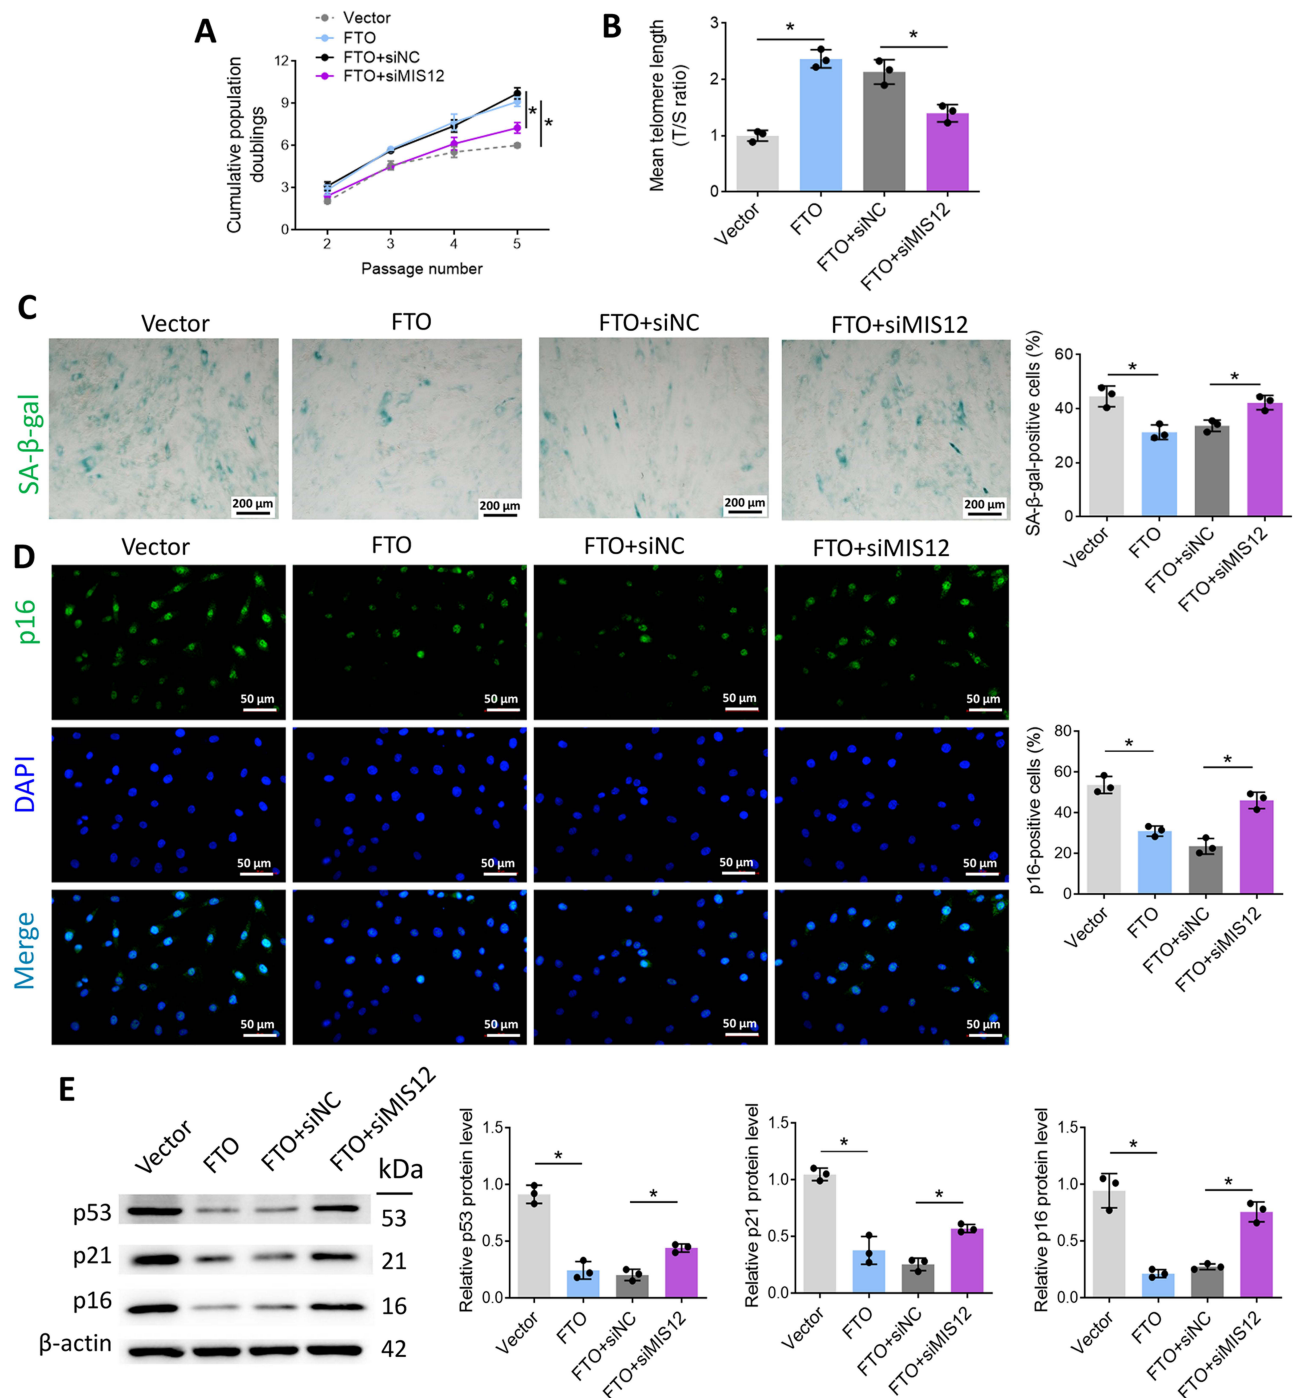 A
Vector
FTO
FTO+siNC
FTO+siMIS12
Cumulative population
doublings
12
9
6
3
0
*
*
2
3
4
5
Passage number
B
Mean telomere length
(T/S ratio)
3
2
1
0
*
*
Vector
FTO
FTO+siNC
FTO+siMIS12
C
Vector
FTO
FTO+siNC
FTO+siMIS12
SA-β-gal
200 μm
200 μm
200 μm
200 μm
SA-β-gal-positive cells (%)
60
40
20
0
*
*
Vector
FTO
FTO+siNC
FTO+siMIS12
D
Vector
FTO
FTO+siNC
FTO+siMIS12
p16
50 μm
50 μm
50 μm
50 μm
DAPI
50 μm
50 μm
50 μm
50 μm
Merge
50 μm
50 μm
50 μm
50 μm
p16-positive cells (%)
80
60
40
20
0
*
*
Vector
FTO
FTO+siNC
FTO+siMIS12
E
Vector
FTO
FTO+siNC
FTO+siMIS12
kDa
p53
53
p21
21
p16
16
β-actin
42
Relative p53 protein level
1.5
1.0
0.5
0.0
*
*
Vector
FTO
FTO+siNC
FTO+siMIS12
Relative p21 protein level
1.5
1.0
0.5
0.0
*
*
Vector
FTO
FTO+siNC
FTO+siMIS12
Relative p16 protein level
1.5
1.0
0.5
0.0
*
*
Vector
FTO
FTO+siNC
FTO+siMIS12